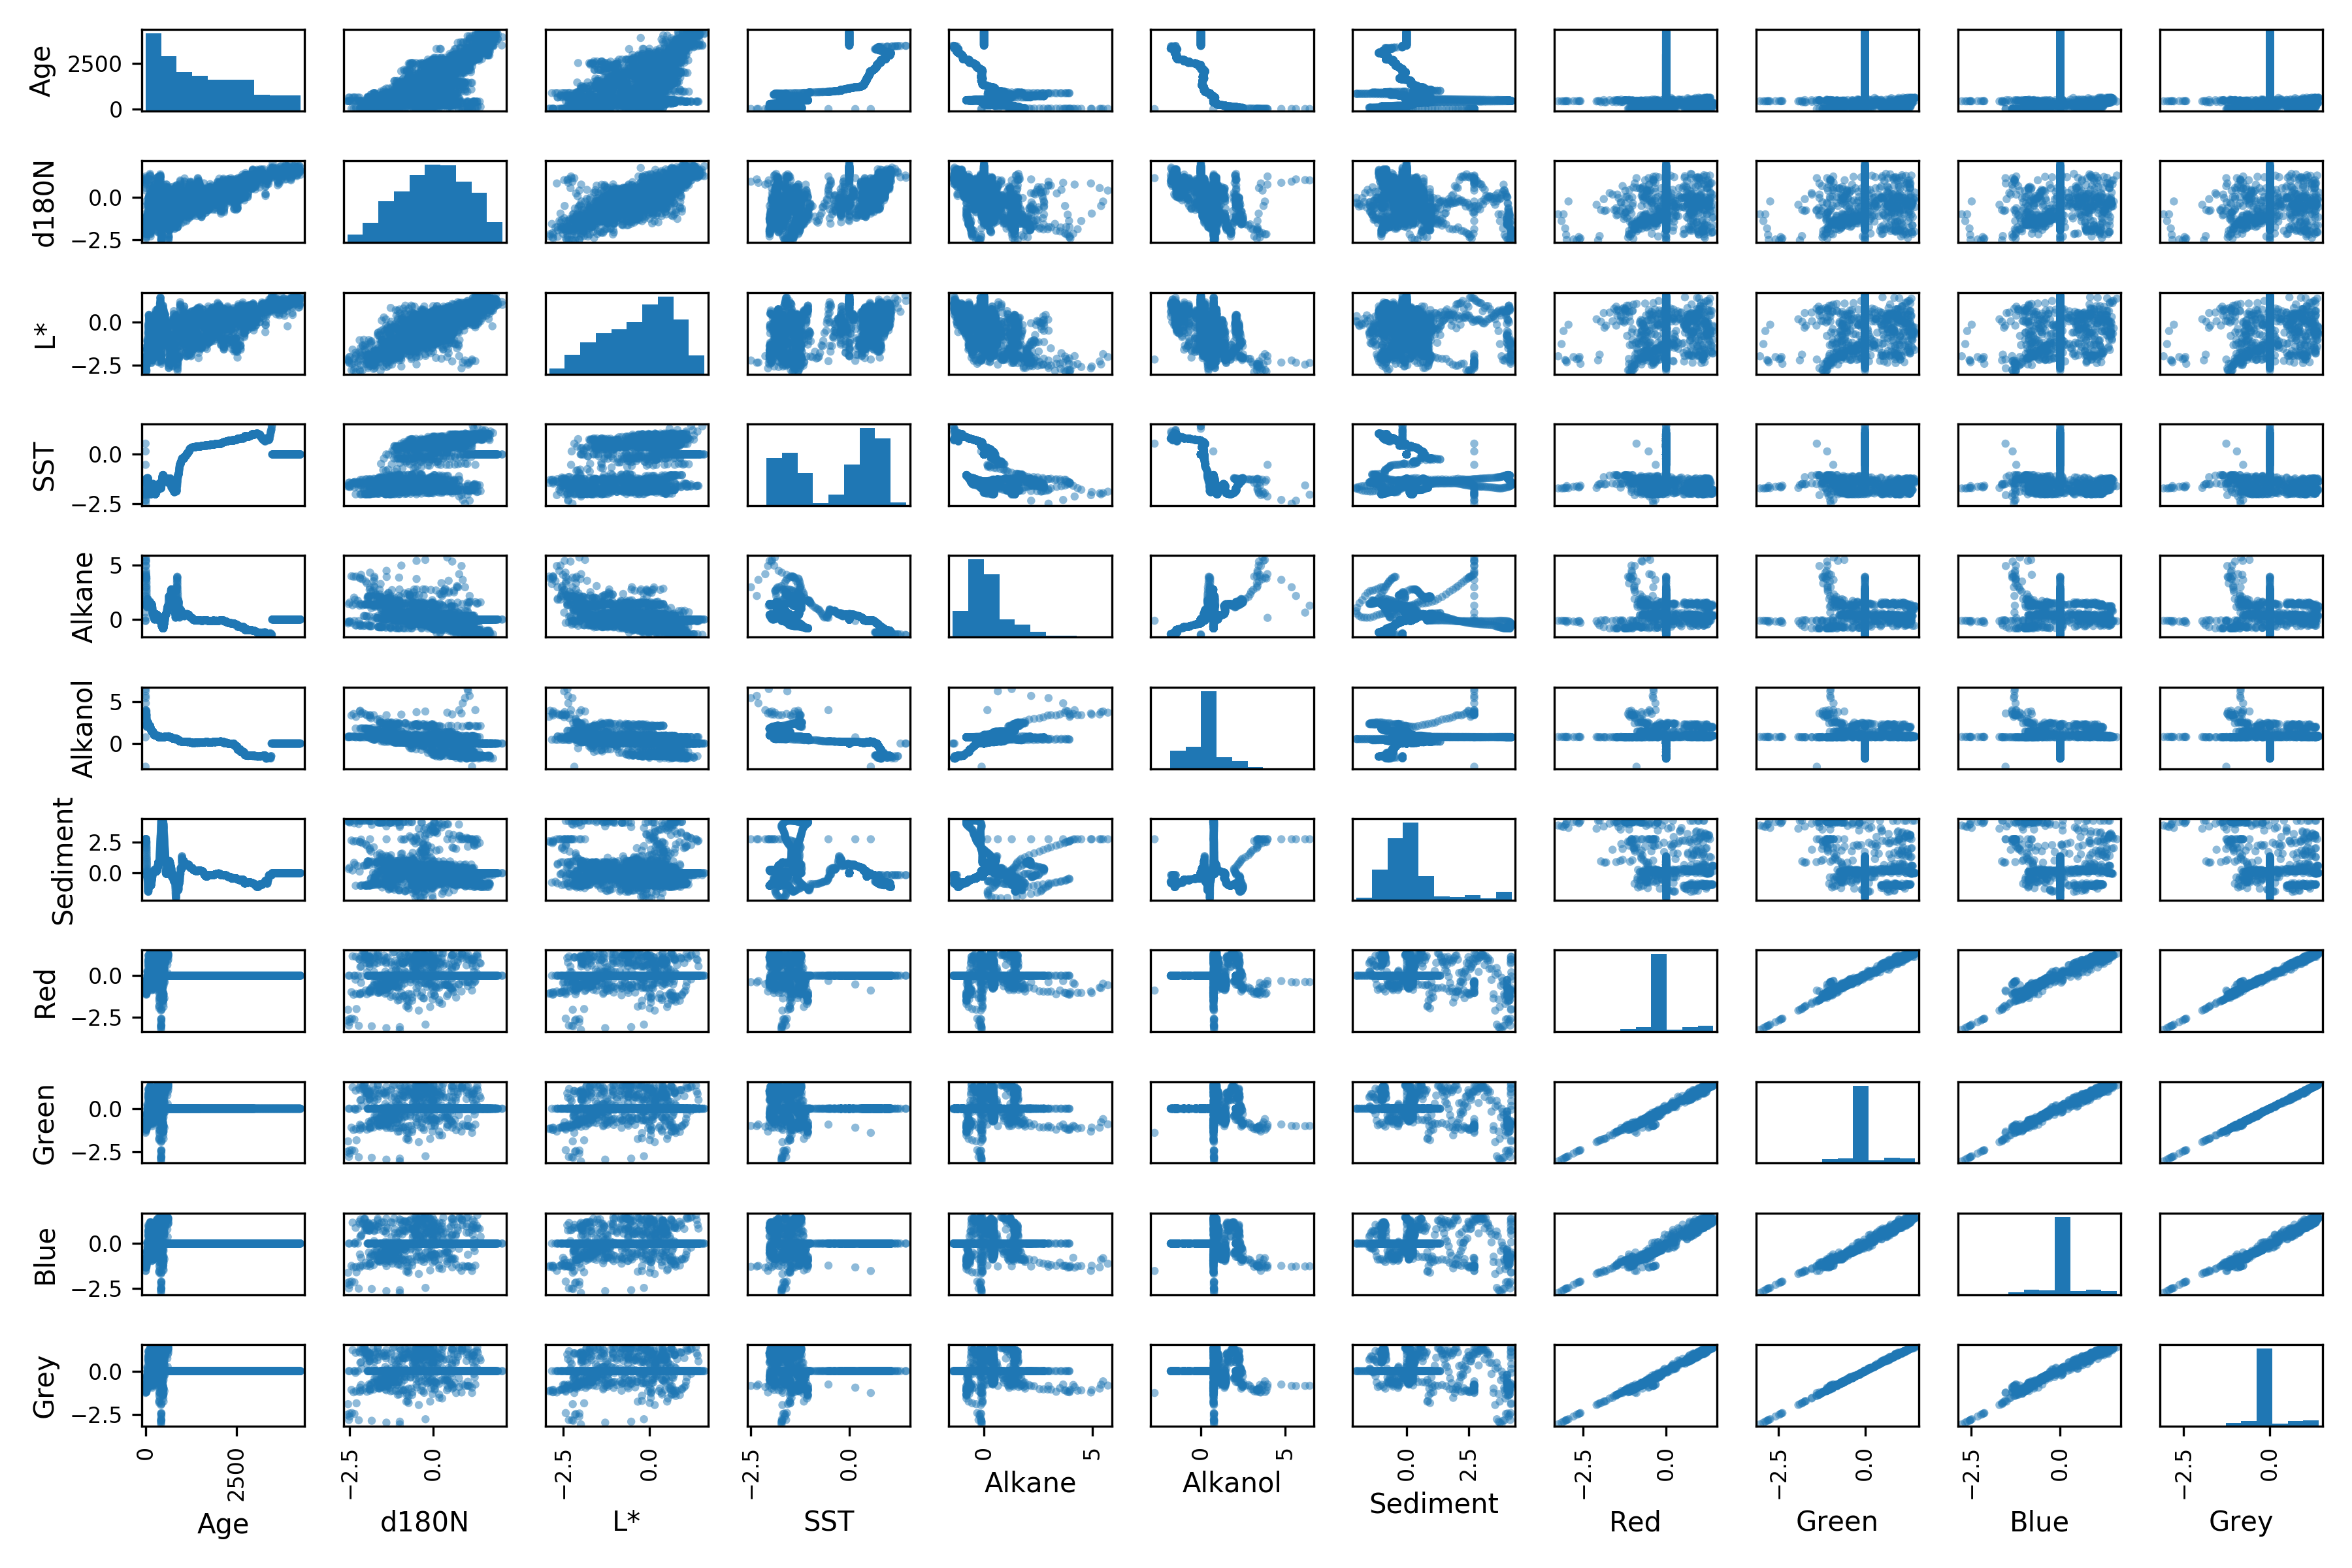 Age
2500
0
d180N
0.0
−2.5
L*
0.0
−2.5
SST
0.0
−2.5
Alkane
5
0
Alkanol
5
0
Sediment
2.5
0.0
Red
0.0
−2.5
Green
0.0
−2.5
Blue
0.0
−2.5
Grey
0.0
−2.5
0 2500 −2.5 0.0 −2.5 0.0 −2.5 0.0 0 5 0 5 0.0 2.5 −2.5 0.0 −2.5 0.0 −2.5 0.0 −2.5 0.0
Age d180N L* SST Alkane Alkanol Sediment Red Green Blue Grey